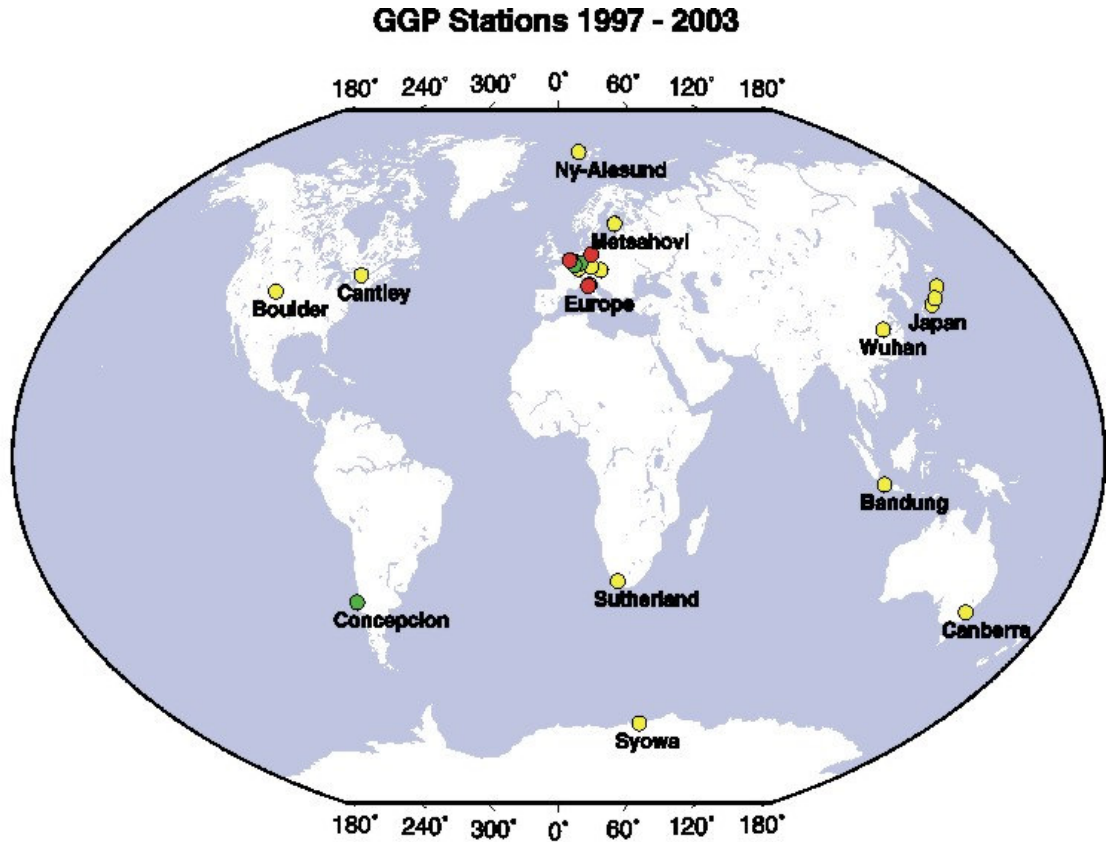 GGP Stations 1997 - 2003
180° 240° 300° 0° 60° 120° 180°
Ny-Alesund
Metsahovi
Cantley
Boulder
Europe
Japan
Wuhan
Bandung
Sutherland
Concepcion
Canberra
Syowa
180° 240° 300° 0° 60° 120° 180°